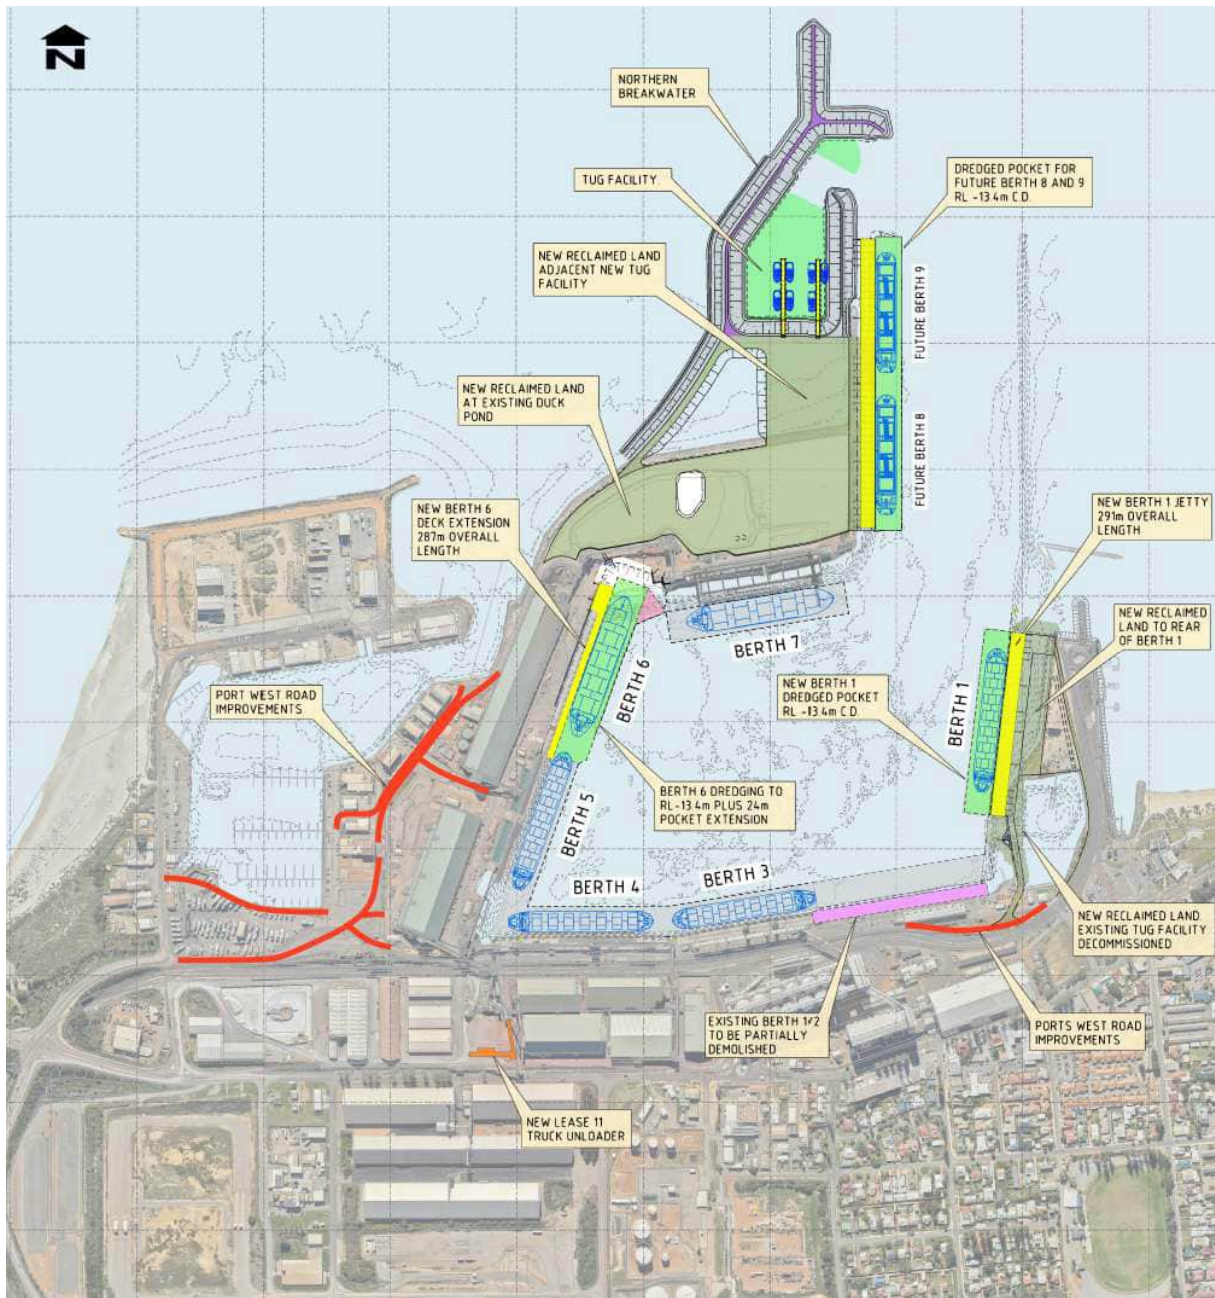 N
NORTHERN
BREAKWATER
TUG FACILITY.
DREDGED POCKET FOR
FUTURE BERTH 8 AND 9
RL -13.4m C.D.
NEW RECLAIMED LAND
ADJACENT NEW TUG
FACILITY
FUTURE BERTH 9
NEW RECLAIMED LAND
AT EXISTING DUCK
POND
FUTURE BERTH 8
NEW BERTH 6
DECK EXTENSION
287m OVERALL
LENGTH
NEW BERTH 1 JETTY
291m OVERALL
LENGTH
NEW RECLAIMED
LAND TO REAR
OF BERTH 1
BERTH 7
BERTH 6
PORT WEST ROAD
IMPROVEMENTS
NEW BERTH 1
DREDGED POCKET
RL -13.4m C.D.
BERTH 1
BERTH 6 DREDGING TO
RL-13.4m PLUS 24m
POCKET EXTENSION
BERTH 5
BERTH 4
BERTH 3
NEW RECLAIMED LAND.
EXISTING TUG FACILITY
DECOMMISSIONED
EXISTING BERTH 1/2
TO BE PARTIALLY
DEMOLISHED
PORTS WEST ROAD
IMPROVEMENTS
NEW LEASE 11
TRUCK UNLOADER